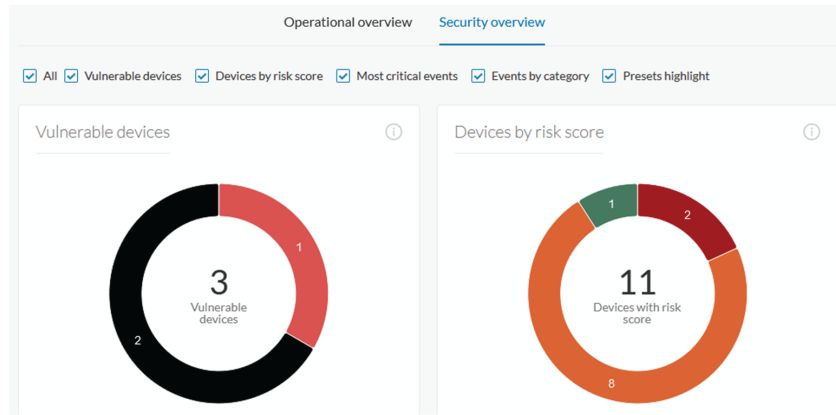 Operational overview Security overview
All Vulnerable devices Devices by risk score Most critical events Events by category Presets highlight
Vulnerable devices
1
3
Vulnerable
devices
2
Devices by risk score
1
2
11
Devices with risk
score
8